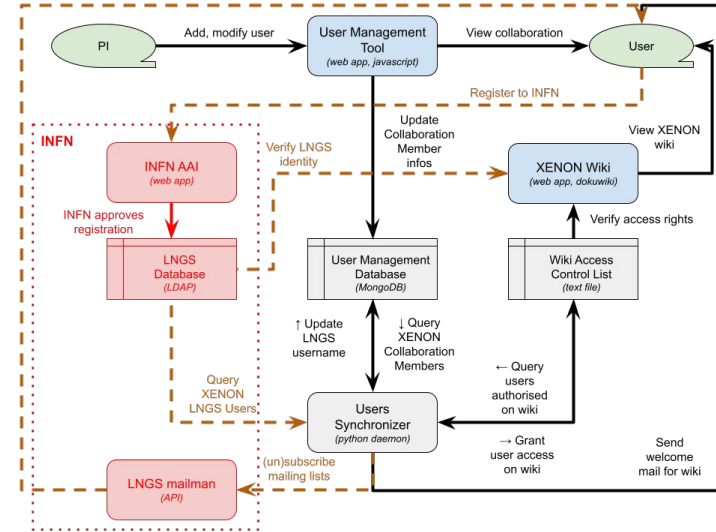 Add, modify user
View collaboration
PI
User Management
Tool
(web app, javascript)
User
Register to INFN
INFN
Verify LNGS
identity
Update
Collaboration
Member
infos
View XENON
wiki
INFN AAI
(web app)
XENON Wiki
(web app, dokuwiki)
INFN approves
registration
Verify access rights
LNGS
Database
(LDAP)
User Management
Database
(MongoDB)
Wiki Access
Control List
(text file)
↑ Update
LNGS
username
↓ Query
XENON
Collaboration
Members
Query
XENON
LNGS Users
← Query
users
authorised
on wiki
Users
Synchronizer
(python daemon)
→ Grant
user access
on wiki
Send
welcome
mail for wiki
(un)subscribe
mailing lists
LNGS mailman
(API)